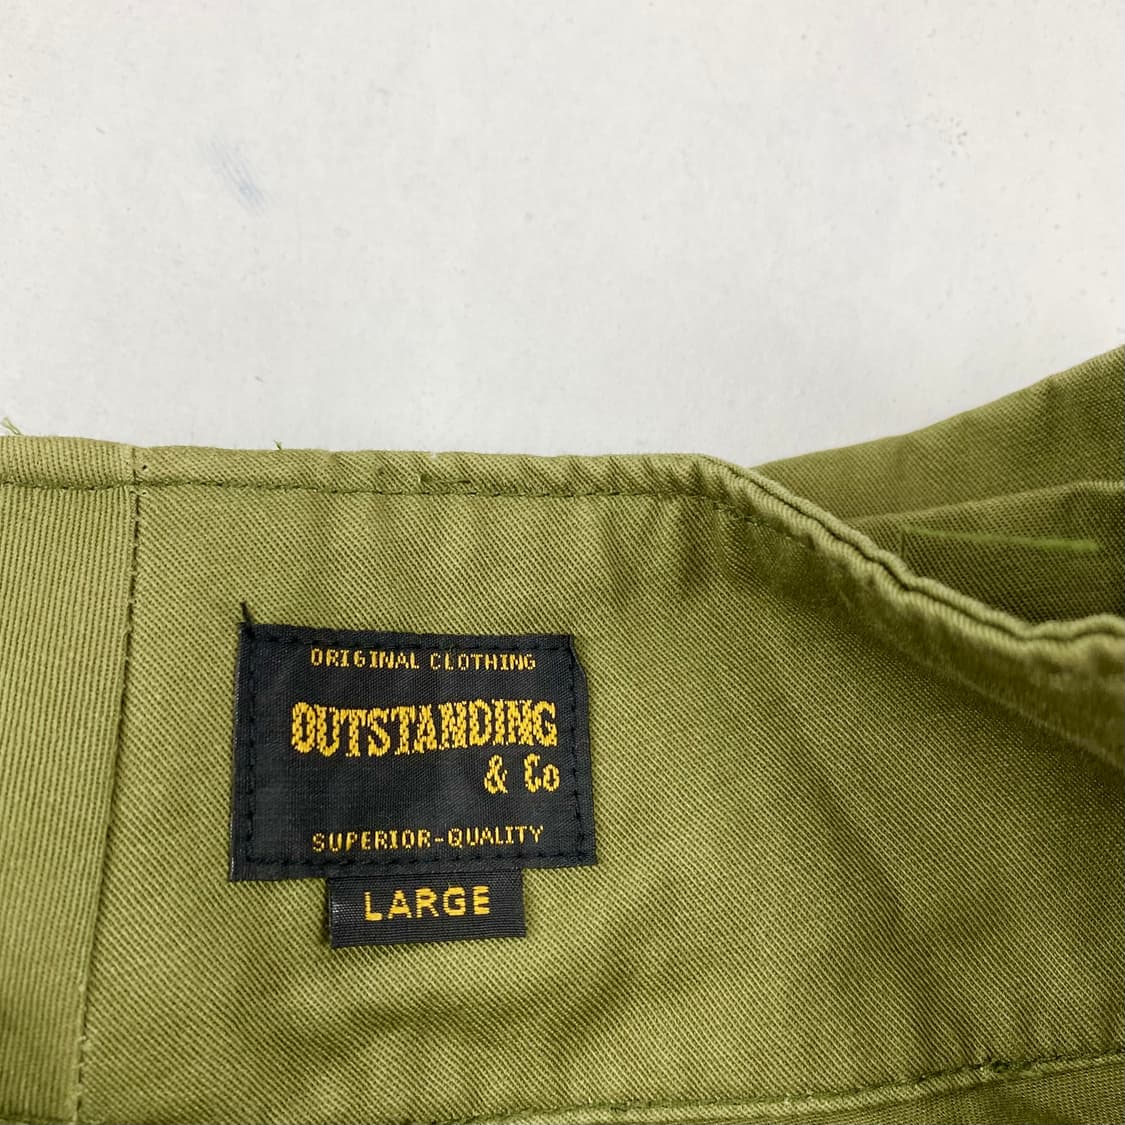 ORIGINAL CLOTHING
OUTSTANDING
& Co
SUPERIOR-QUALITY
LARGE